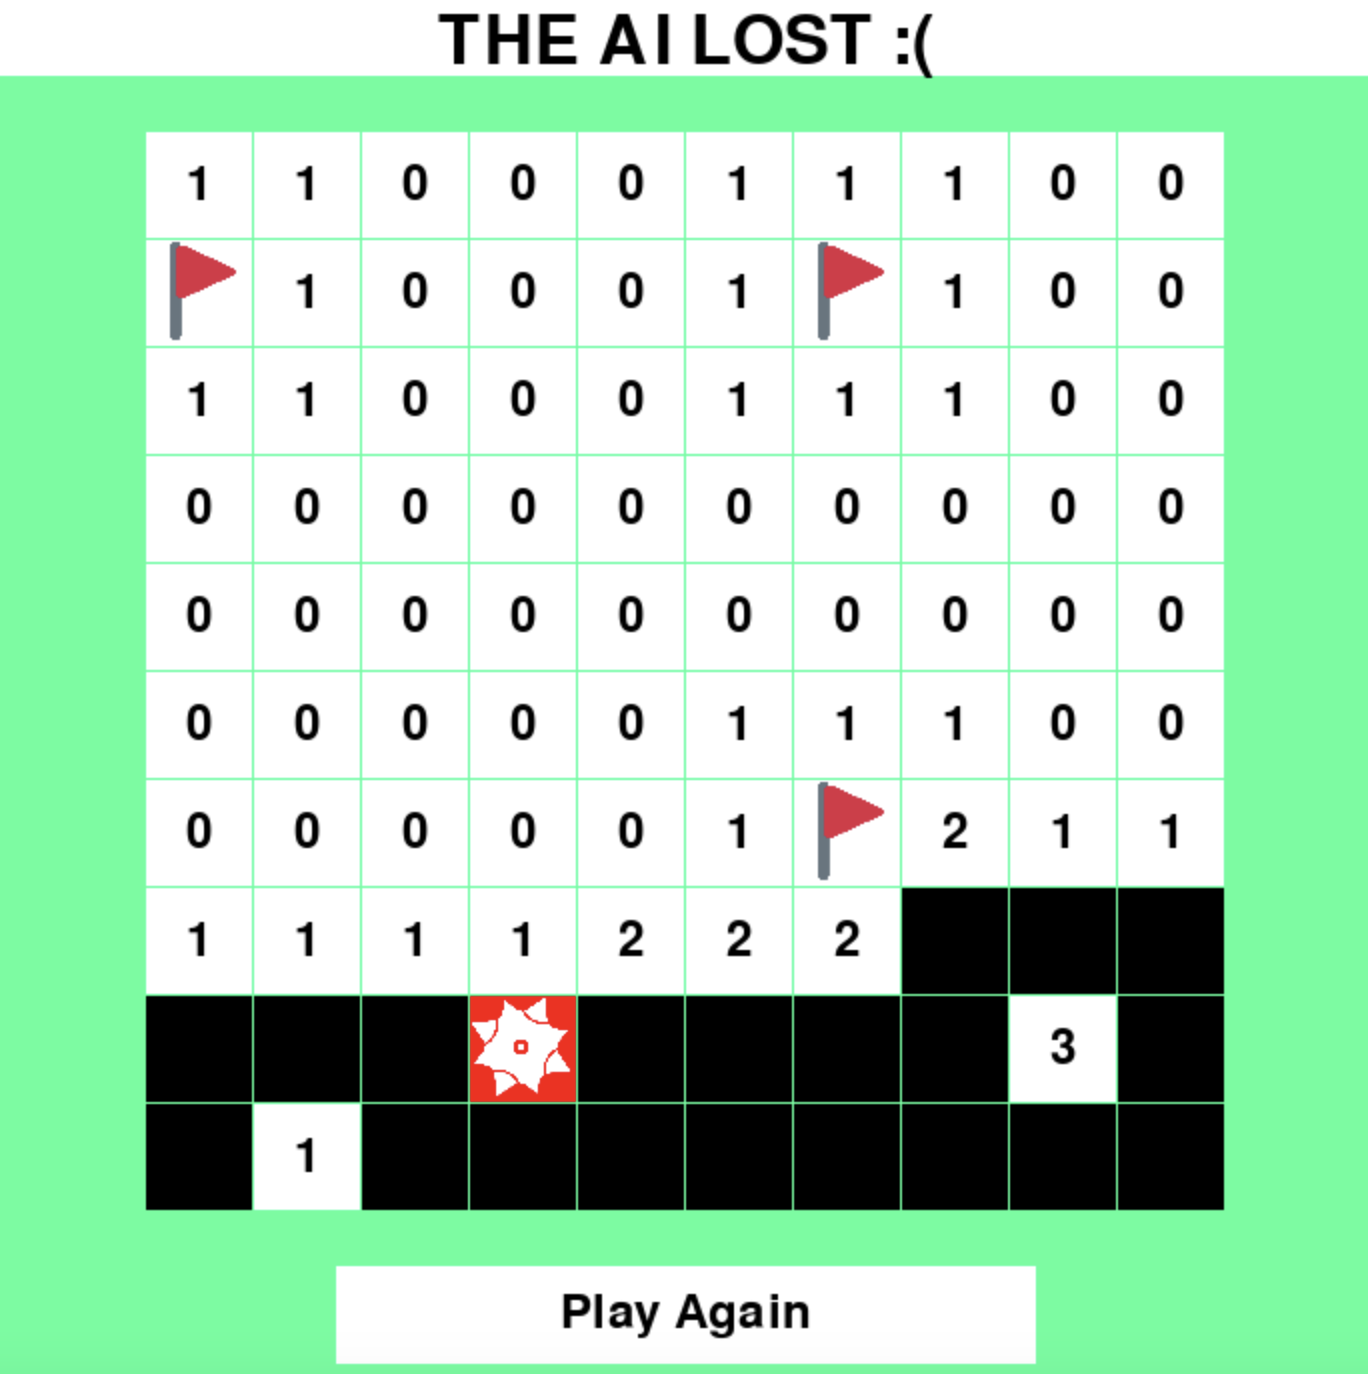 THE AI LOST :(
1 1 0 0 0 1 1 1 0 0
1 0 0 0 1 1 0 0
1 1 0 0 0 1 1 1 0 0
0 0 0 0 0 0 0 0 0 0
0 0 0 0 0 0 0 0 0 0
0 0 0 0 0 1 1 1 0 0
0 0 0 0 0 1 2 1 1
1 1 1 1 2 2 2
3
1
Play Again